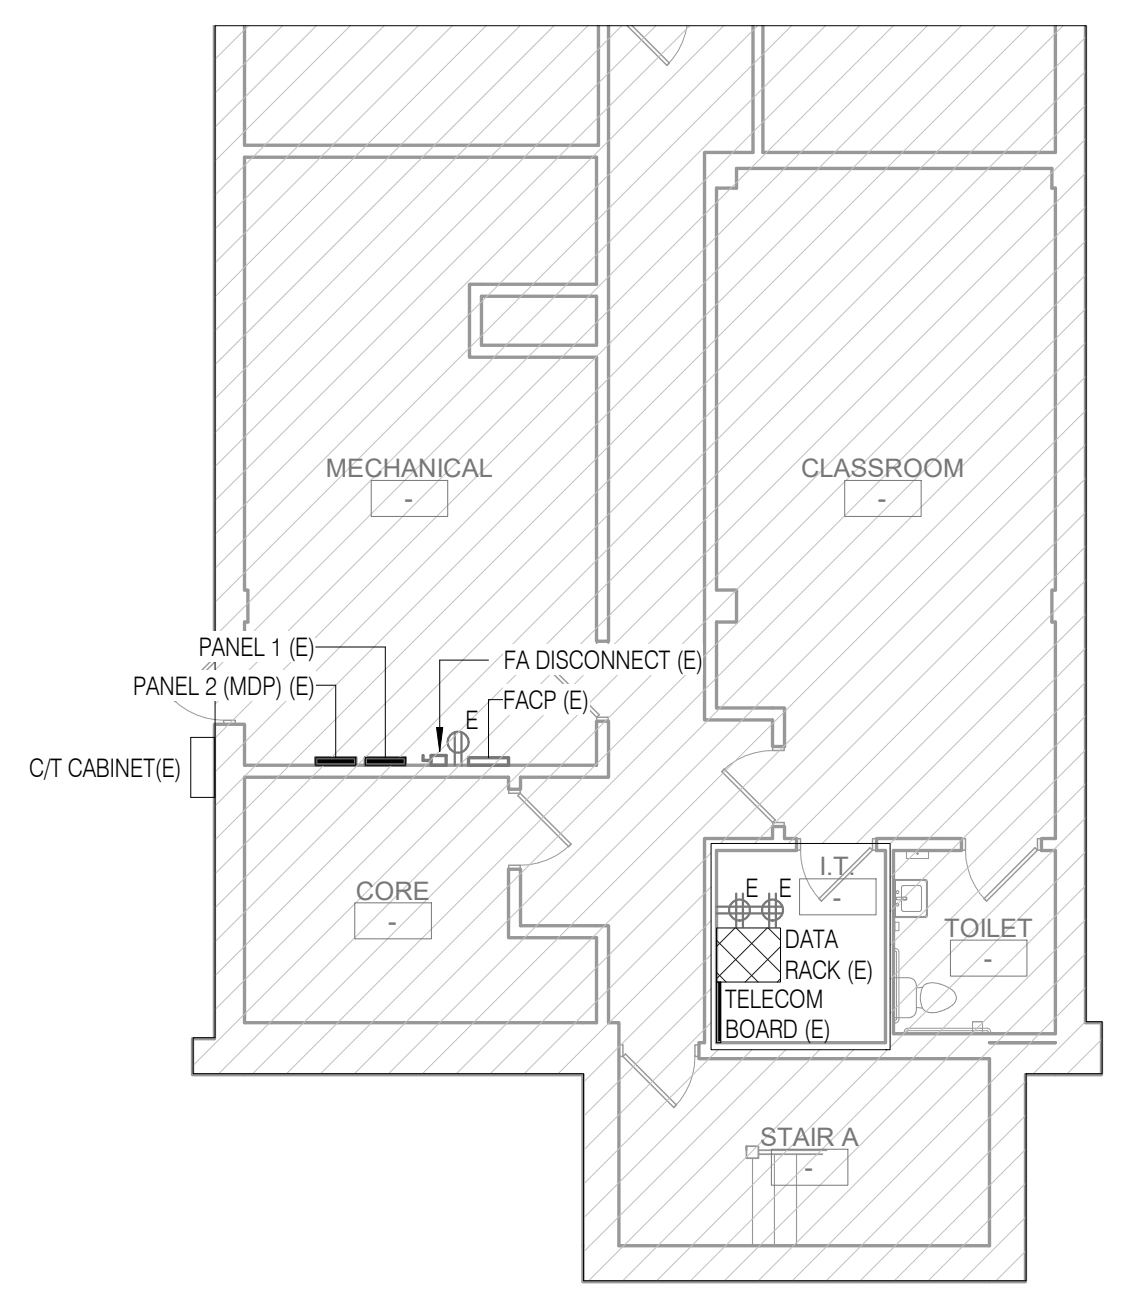 MECHANICAL
-
CLASSROOM
-
PANEL 1 (E)
FA DISCONNECT (E)
PANEL 2 (MDP) (E)
FACP (E)
E
C/T CABINET(E)
I.T.
-
CORE
-
E
E
TOILET
-
DATA
RACK (E)
TELECOM
BOARD (E)
STAIR A
-